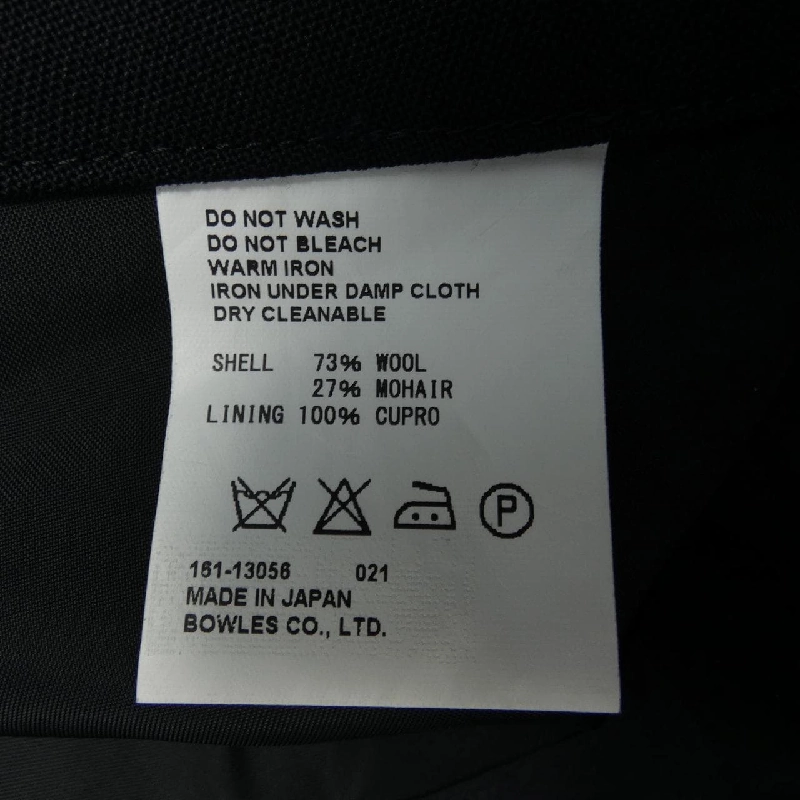 DO NOT WASH
DO NOT BLEACH
WARM IRON
IRON UNDER DAMP CLOTH
DRY CLEANABLE
SHELL 73% WOOL
27% MOHAIR
LINING 100% CUPRO
P
161-13056 021
MADE IN JAPAN
BOWLES CO., LTD.